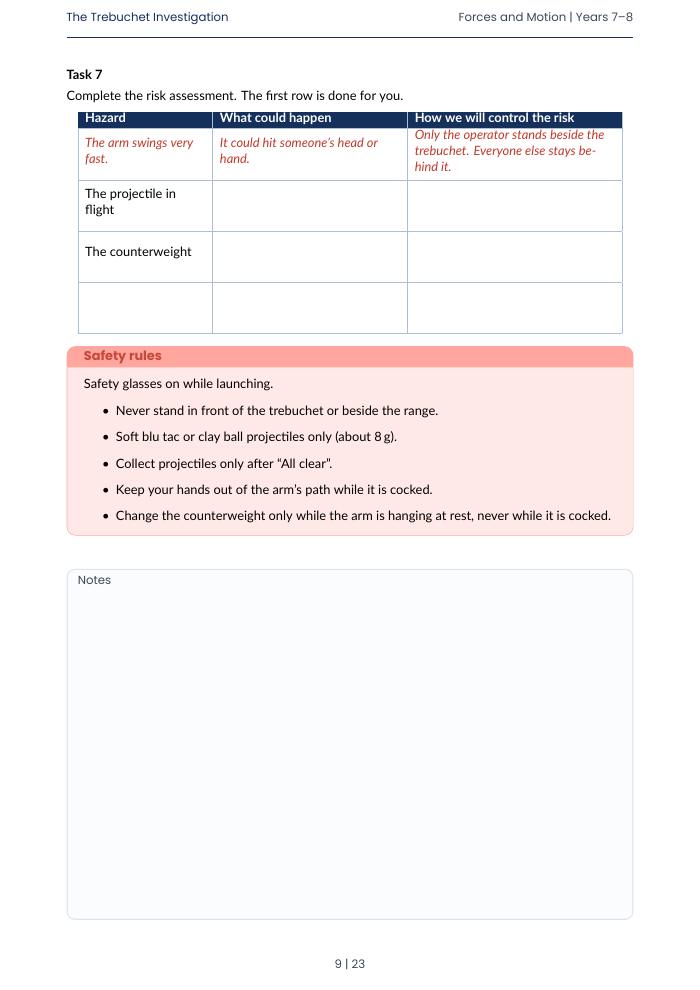 The Trebuchet Investigation
Forces and Motion | Years 7–8
Task 7
Complete the risk assessment. The first row is done for you.
Hazard
What could happen
How we will control the risk
The arm swings very
fast.
It could hit someone’s head or
hand.
Only the operator stands beside the
trebuchet. Everyone else stays be-
hind it.
The projectile in
flight
The counterweight
Safety rules
Safety glasses on while launching.
• Never stand in front of the trebuchet or beside the range.
• Soft blu tac or clay ball projectiles only (about 8 g).
• Collect projectiles only after “All clear”.
• Keep your hands out of the arm’s path while it is cocked.
• Change the counterweight only while the arm is hanging at rest, never while it is cocked.
Notes
9 | 23